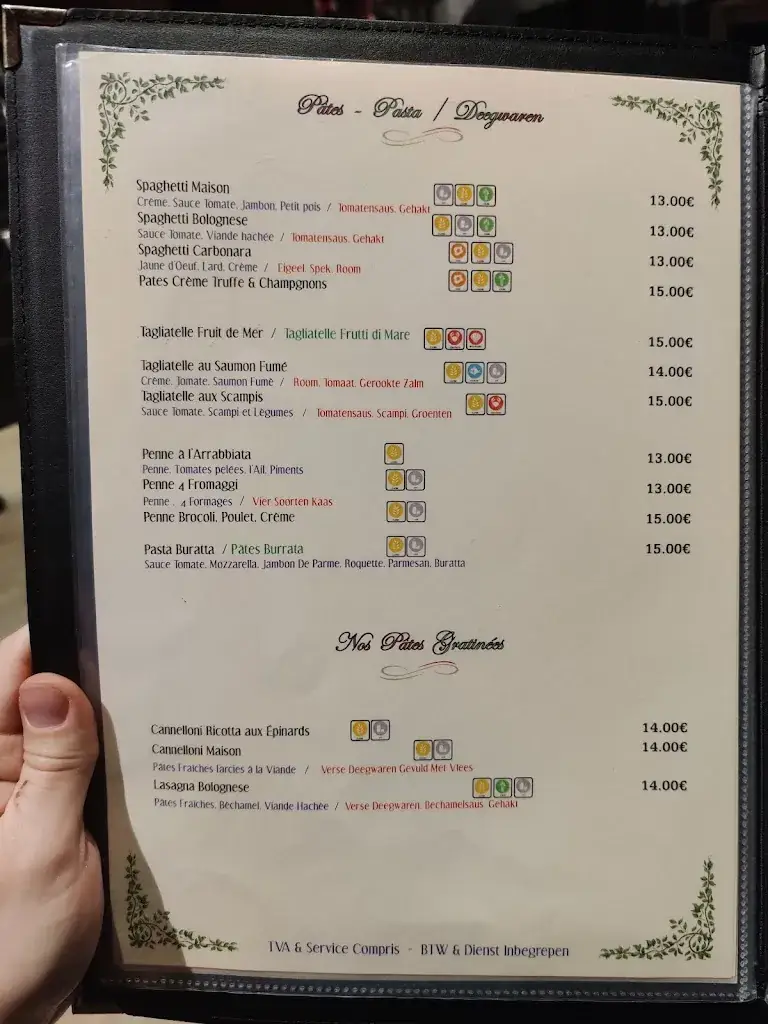 Pâtes - Pasta / Deegwaren
Spaghetti Maison 13.00€
Crème, Sauce Tomate, Jambon, Petit pois / Tomatensaus, Gehakt
Spaghetti Bolognese 13.00€
Sauce Tomate, Viande hachée / Tomatensaus, Gehakt
Spaghetti Carbonara 13.00€
Jaune d'Oeuf, Lard, Crème / Eigeel, Spek, Room
Pates Crème Truffe & Champgnons 15.00€
Tagliatelle Fruit de Mer / Tagliatelle Frutti di Mare 15.00€
Tagliatelle au Saumon Fumé 14.00€
Crème, Tomate, Saumon Fumé / Room, Tomaat, Gerookte Zalm
Tagliatelle aux Scampis 15.00€
Sauce Tomate, Scampi et Légumes / Tomatensaus, Scampi, Groenten
Penne à l'Arrabbiata 13.00€
Penne, Tomates pelées, l'Ail, Piments
Penne 4 Fromaggi 13.00€
Penne , 4 Formages / Vier Soorten Kaas
Penne Brocoli, Poulet, Crème 15.00€
Pasta Buratta / Pâtes Burrata 15.00€
Sauce Tomate, Mozzarella, Jambon De Parme, Roquette, Parmesan, Buratta
Nos Pâtes Gratinées
Cannelloni Ricotta aux Épinards 14.00€
Cannelloni Maison 14.00€
Pâtes Fraîches farcies à la Viande / Verse Deegwaren Gevuld Met Vlees
Lasagna Bolognese 14.00€
Pâtes Fraîches, Béchamel, Viande Hachée / Verse Deegwaren, Bechamelsaus, Gehakt
TVA & Service Compris - BTW & Dienst Inbegrepen